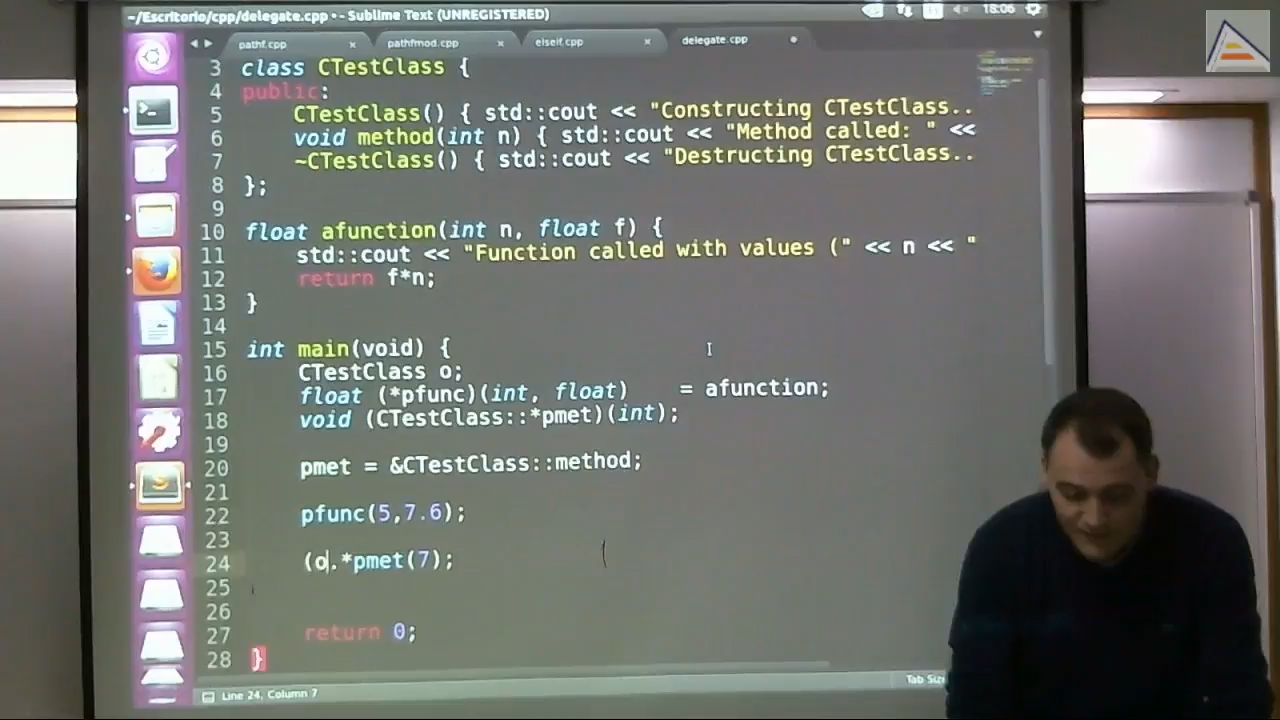 ~/Escritorio/cpp/delegate.cpp • - Sublime Text (UNREGISTERED)
18:06
pathf.cpp
pathfmod.cpp
elseif.cpp
delegate.cpp
3 class CTestClass {
4 public:
5 CTestClass() { std::cout << "Constructing CTestClass..
6 void method(int n) { std::cout << "Method called: " <<
7 ~CTestClass() { std::cout << "Destructing CTestClass..
8 };
9
10 float afunction(int n, float f) {
11 std::cout << "Function called with values (" << n << "
12 return f*n;
13 }
14
15 int main(void) {
16 CTestClass o;
17 float (*pfunc)(int, float) = afunction;
18 void (CTestClass::*pmet)(int);
19
20 pmet = &CTestClass::method;
21
22 pfunc(5,7.6);
23
24 (o.*pmet(7);
25
26
27 return 0;
28 }
Line 24, Column 7
Tab Size